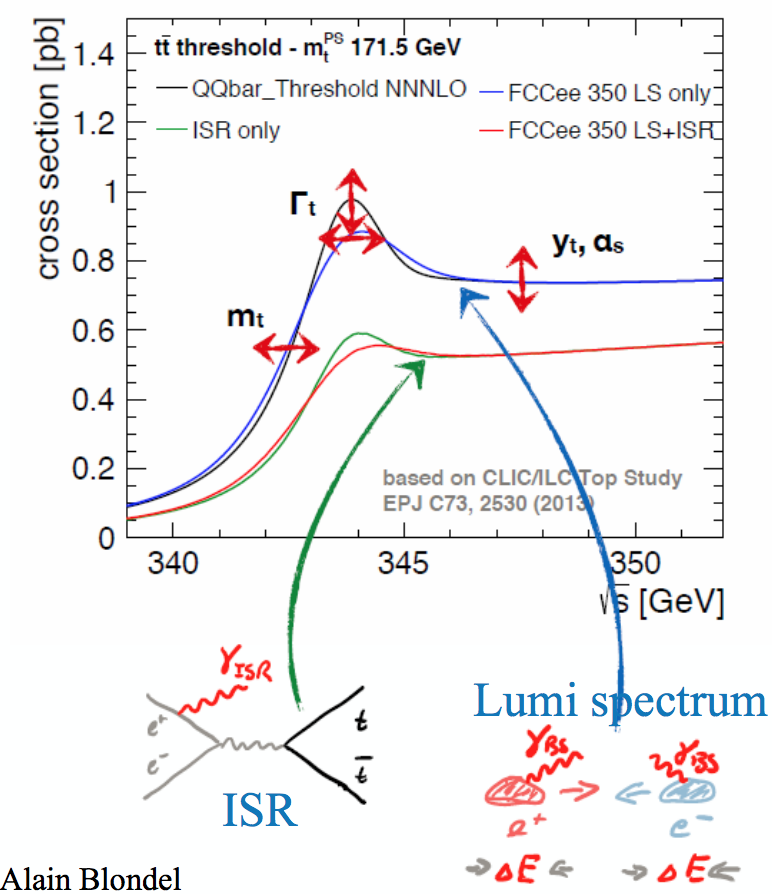 tt̄ threshold - mₜᴾˢ 171.5 GeV
QQbar_Threshold NNNLO
FCCee 350 LS only
ISR only
FCCee 350 LS+ISR
cross section [pb]
1.4
1.2
1
0.8
0.6
0.4
0.2
0
Γt
yt, αs
mt
based on CLIC/ILC Top Study
EPJ C73, 2530 (2013)
340
345
350
√s [GeV]
γISR
e+
e-
t
t̄
ISR
Lumi spectrum
γBS
γBS
e+
e-
ΔE
ΔE
Alain Blondel